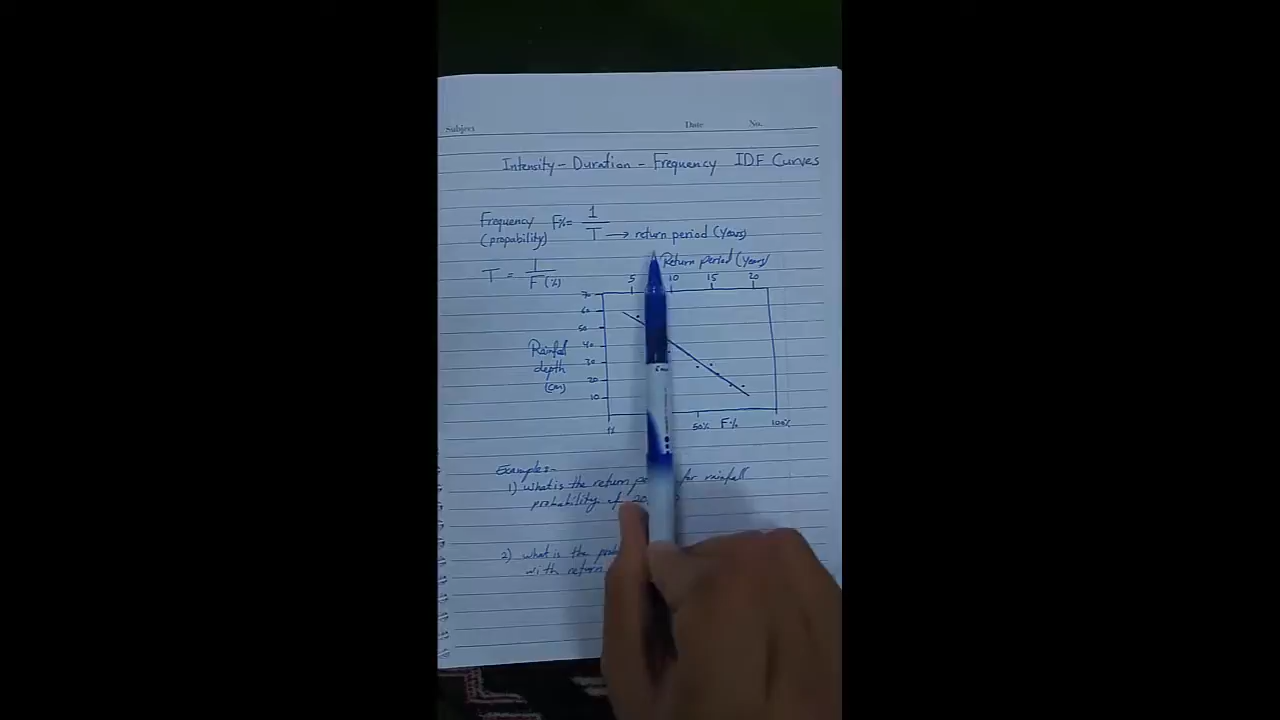 Subject Date No.
Intensity - Duration - Frequency IDF Curves
Frequency F%= 1
(propability) T → return period (Years)
T = 1
F(%)
Return period (Years)
5 10 15 20
70
60
50
40
30
20
10
Rainfall
depth
(cm)
50% F% 100%
Examples:-
1) what is the return for rainfall
probability of
2) what is the
with return